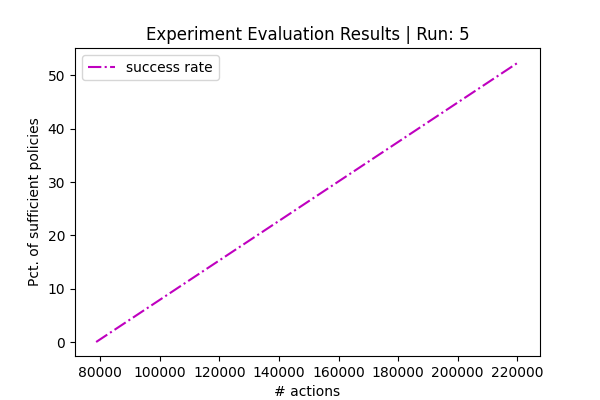 Experiment Evaluation Results | Run: 5
success rate
Pct. of sufficient policies
50
40
30
20
10
0
80000 100000 120000 140000 160000 180000 200000 220000
# actions